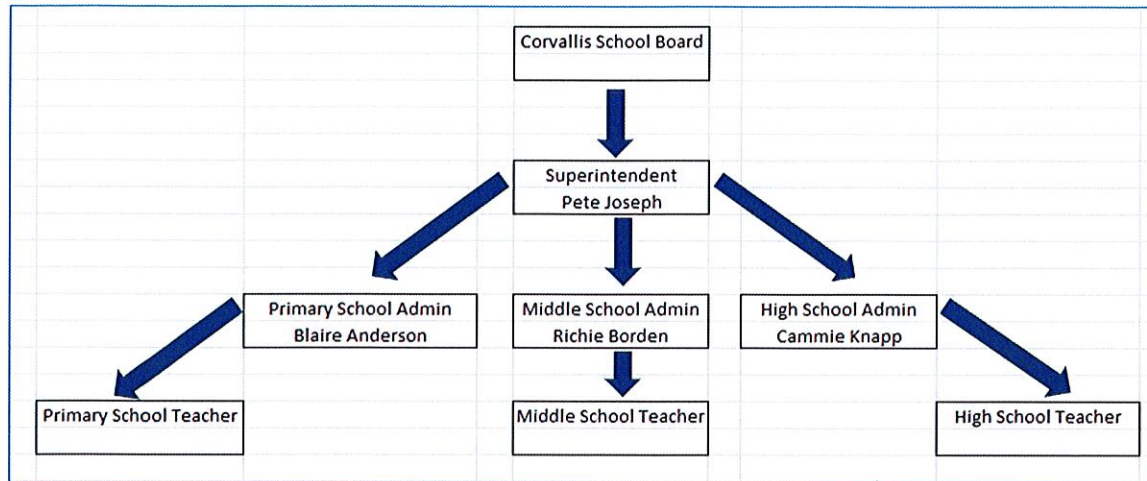 Corvallis School Board
Superintendent
Pete Joseph
Primary School Admin
Blaire Anderson
Middle School Admin
Richie Borden
High School Admin
Cammie Knapp
Primary School Teacher
Middle School Teacher
High School Teacher